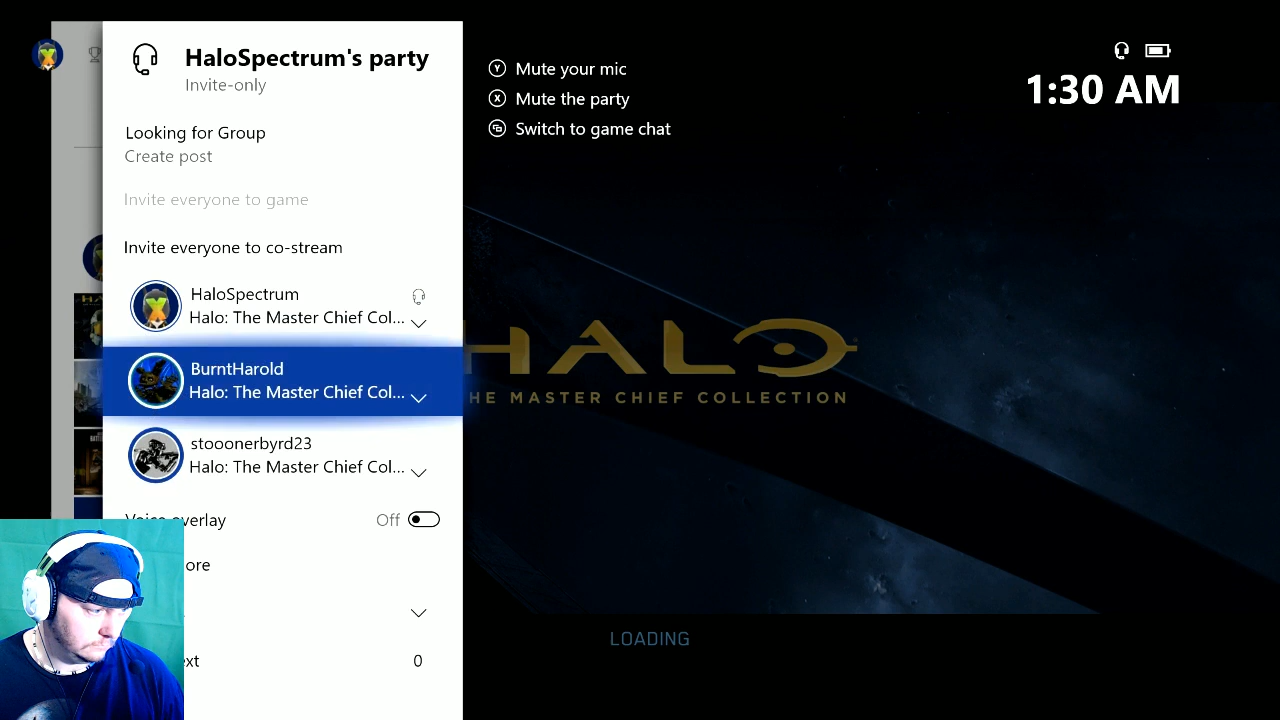 HaloSpectrum's party
Invite-only
Looking for Group
Create post
Invite everyone to game
Invite everyone to co-stream
HaloSpectrum
Halo: The Master Chief Col...
BurntHarold
Halo: The Master Chief Col...
stooonerbyrd23
Halo: The Master Chief Col...
overlay
Off
0
Y Mute your mic
X Mute the party
Switch to game chat
1:30 AM
HALO
THE MASTER CHIEF COLLECTION
LOADING